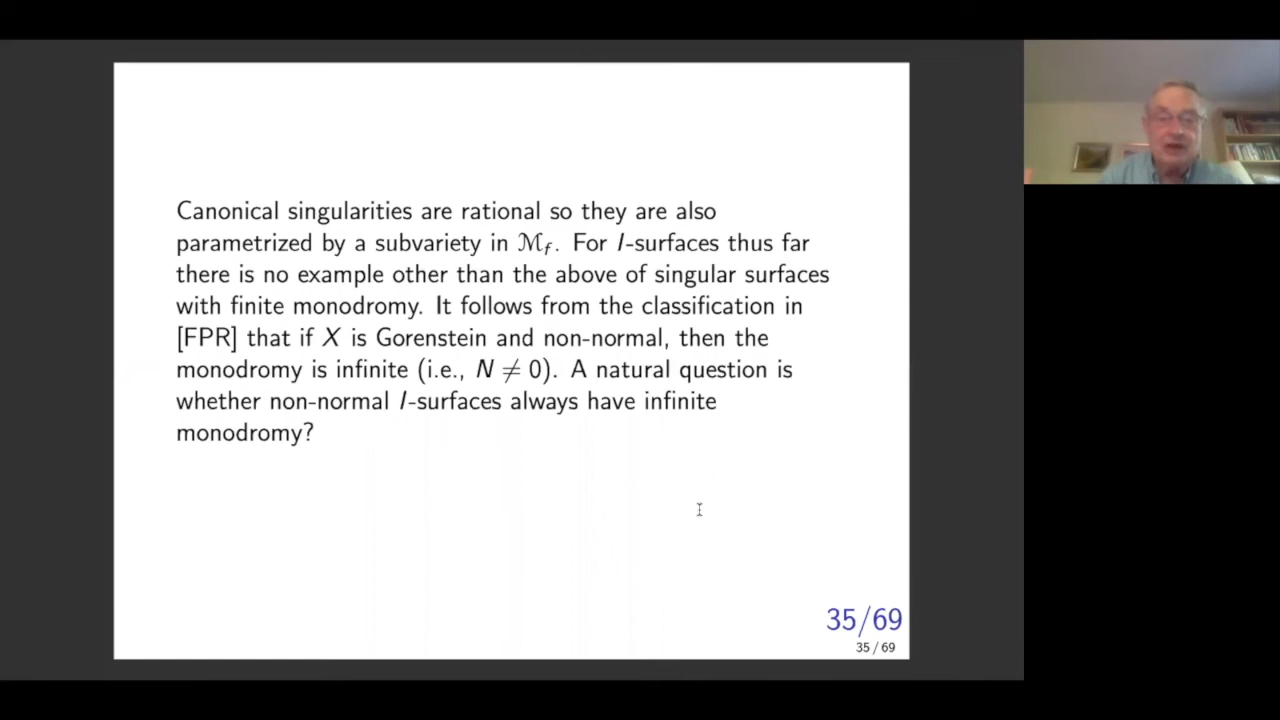 Canonical singularities are rational so they are also
parametrized by a subvariety in ℳ_f. For I-surfaces thus far
there is no example other than the above of singular surfaces
with finite monodromy. It follows from the classification in
[FPR] that if X is Gorenstein and non-normal, then the
monodromy is infinite (i.e., N ≠ 0). A natural question is
whether non-normal I-surfaces always have infinite
monodromy?
35/69
35 / 69